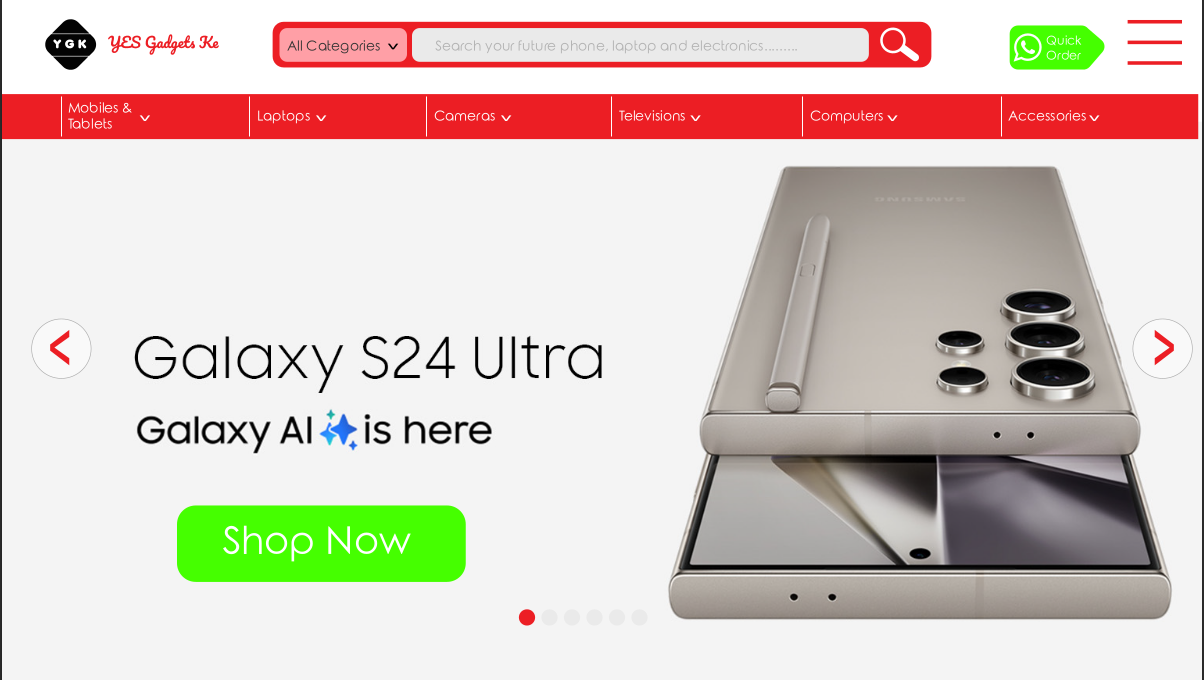 YGK
YES Gadgets Ke
All Categories
Search your future phone, laptop and electronics.........
Quick
Order
Mobiles &
Tablets
Laptops
Cameras
Televisions
Computers
Accessories
SAMSUNG
Galaxy S24 Ultra
Galaxy AI is here
Shop Now